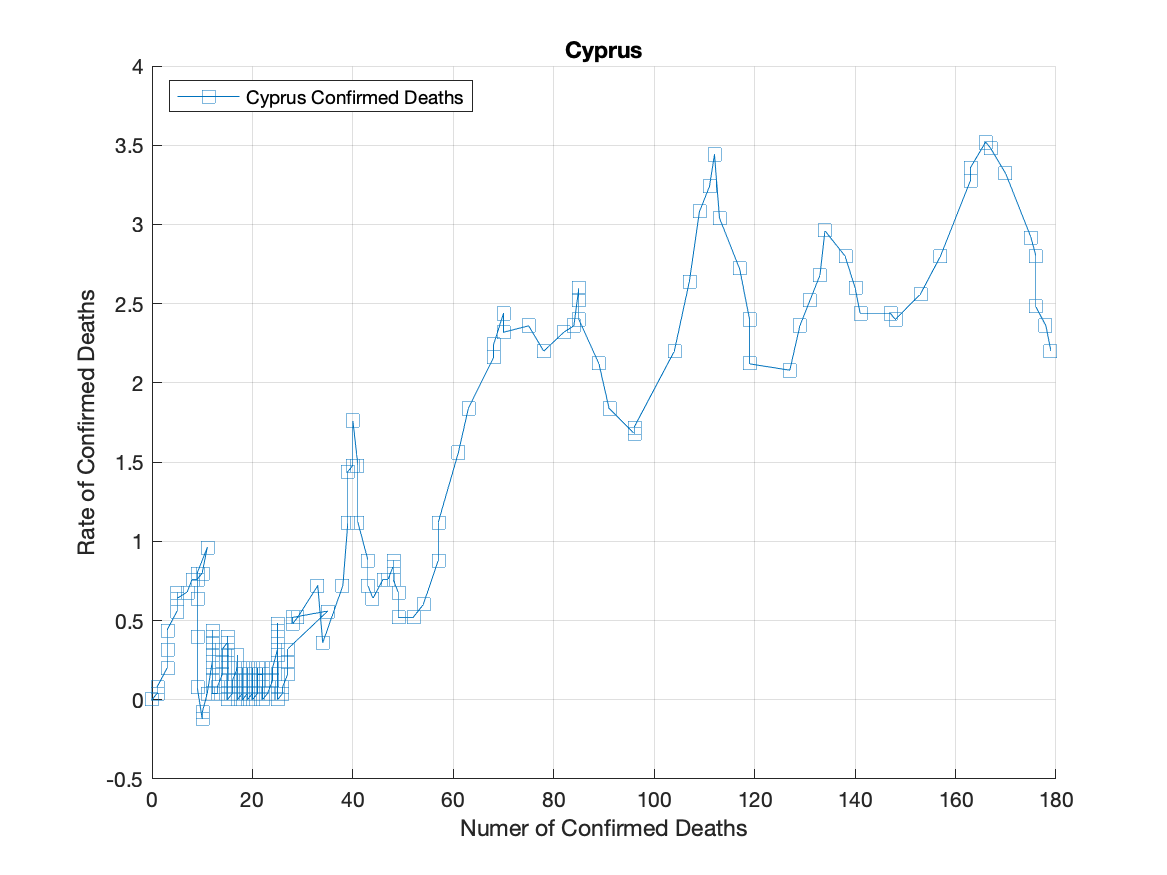 Cyprus
Cyprus Confirmed Deaths
4
3.5
3
2.5
2
1.5
1
0.5
0
-0.5
Rate of Confirmed Deaths
0 20 40 60 80 100 120 140 160 180
Numer of Confirmed Deaths